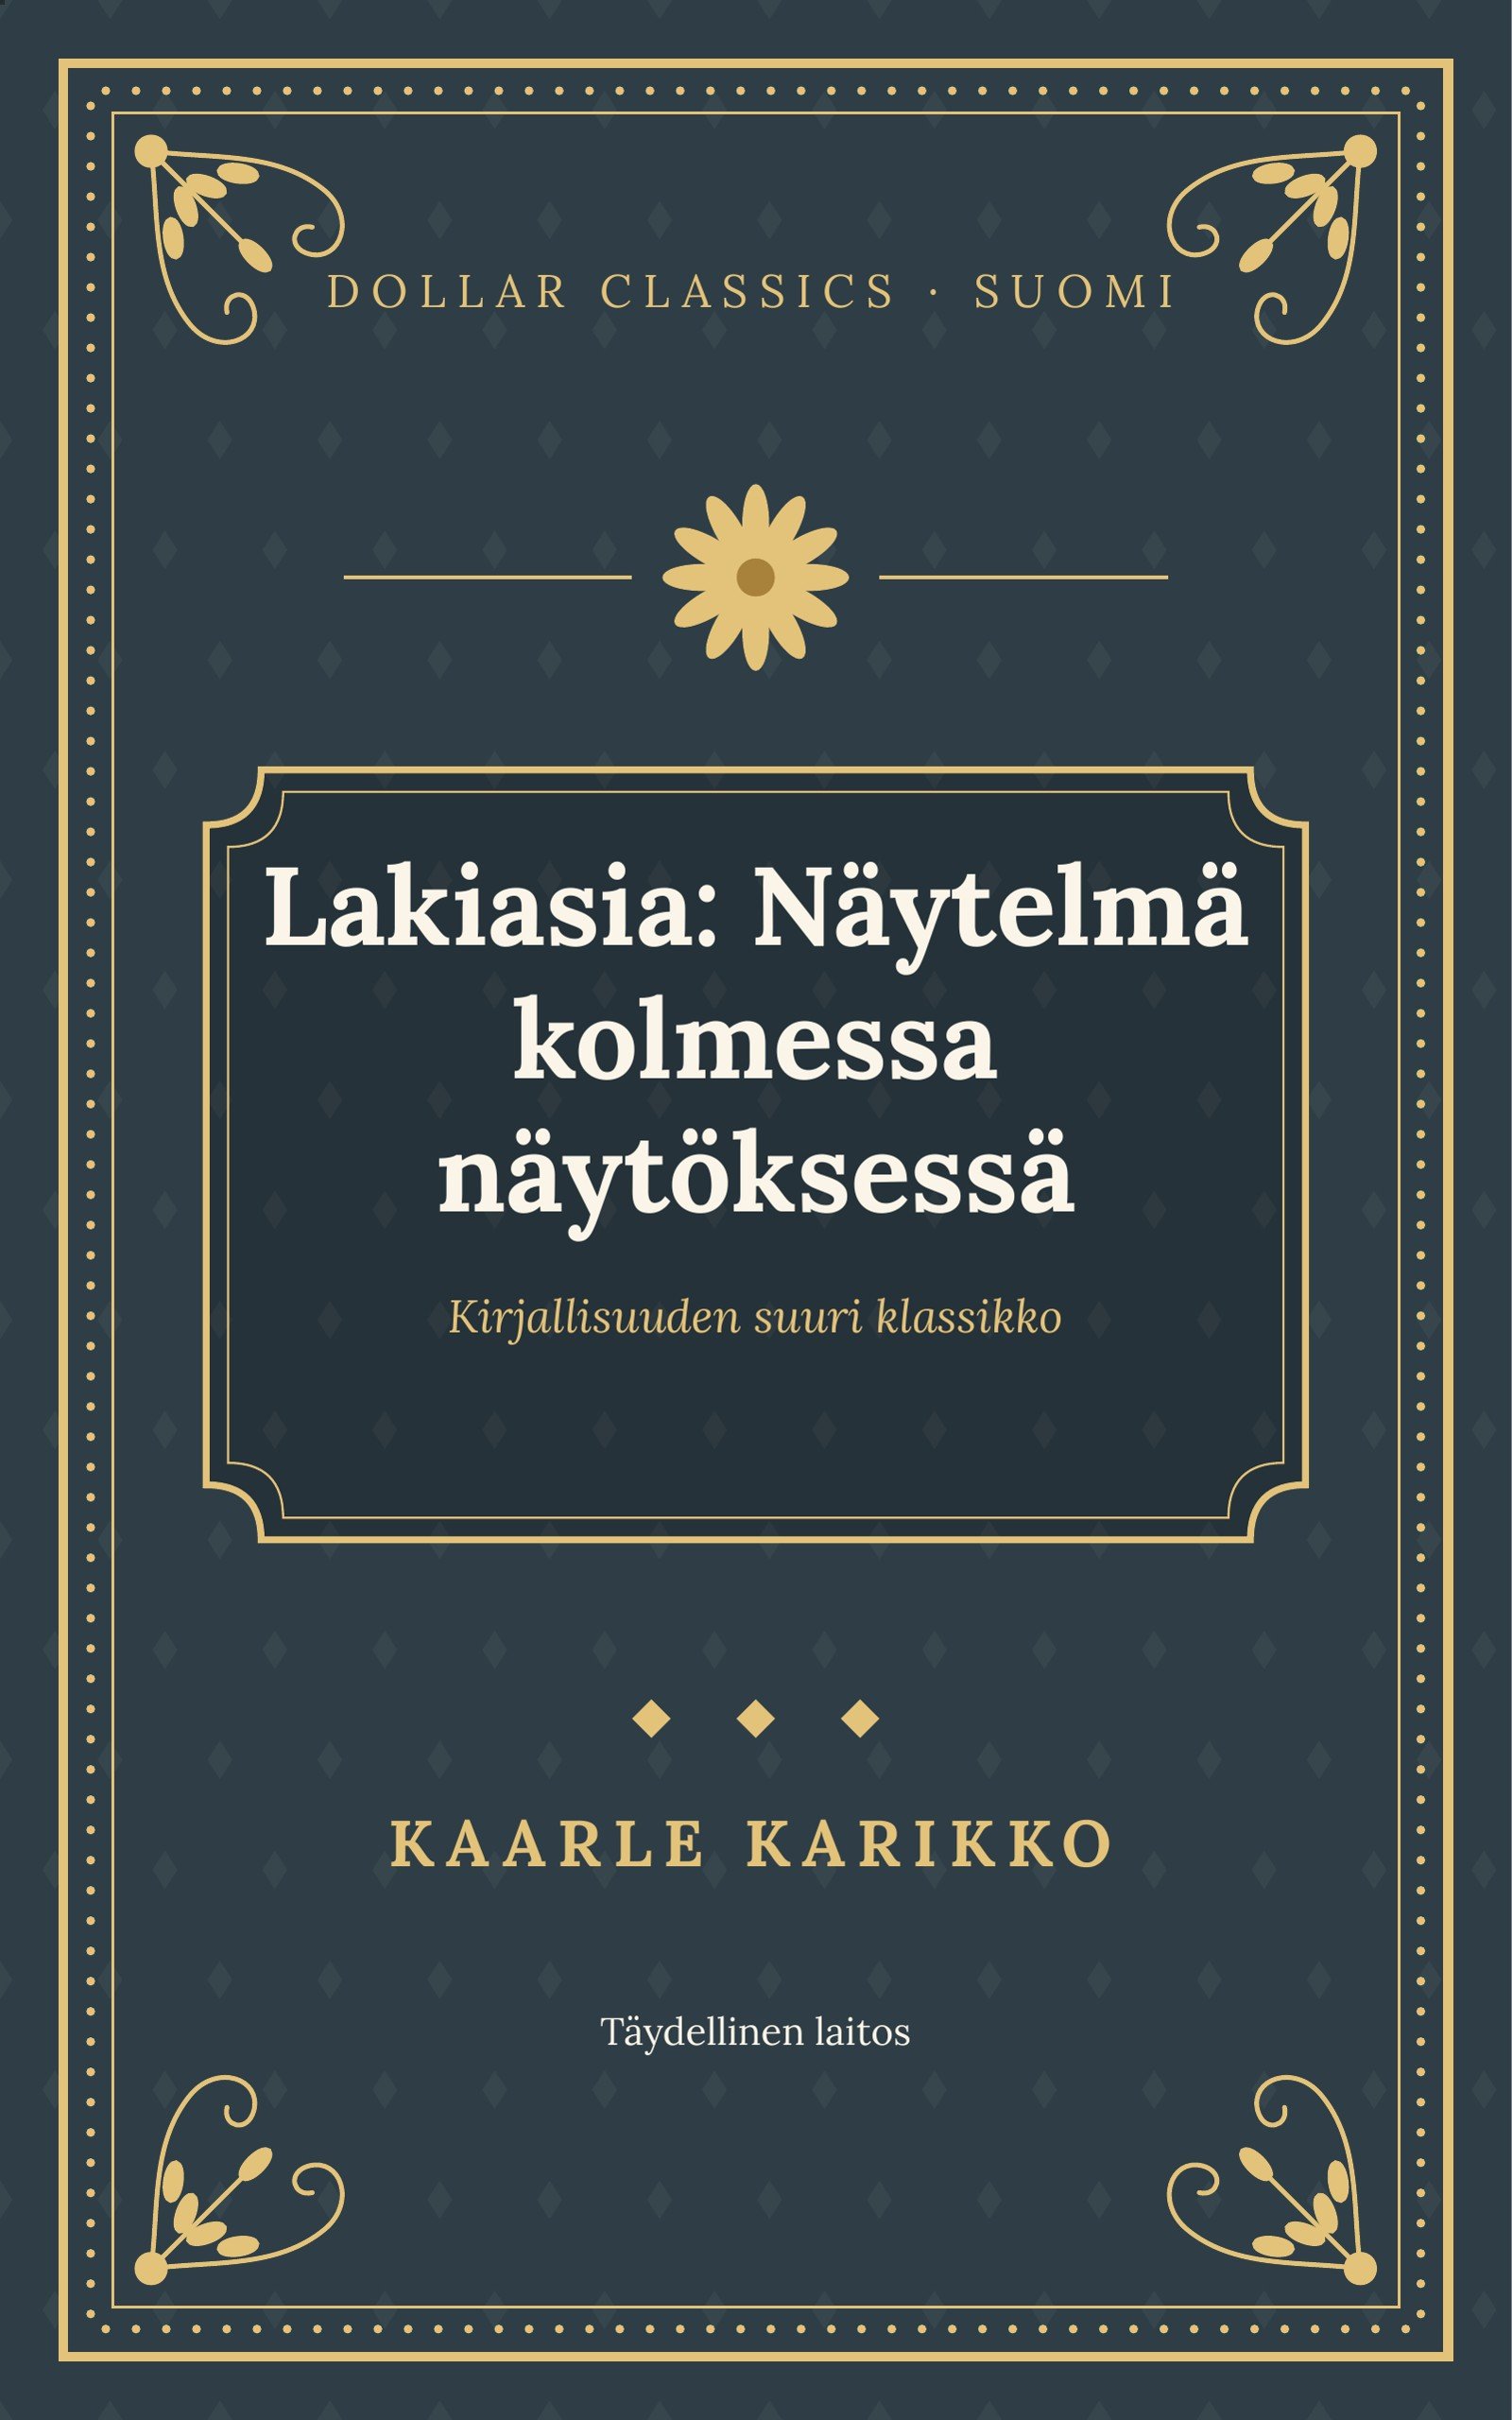 DOLLAR CLASSICS · SUOMI
Lakiasia: Näytelmä
kolmessa
näytöksessä
Kirjallisuuden suuri klassikko
KAARLE KARIKKO
Täydellinen laitos